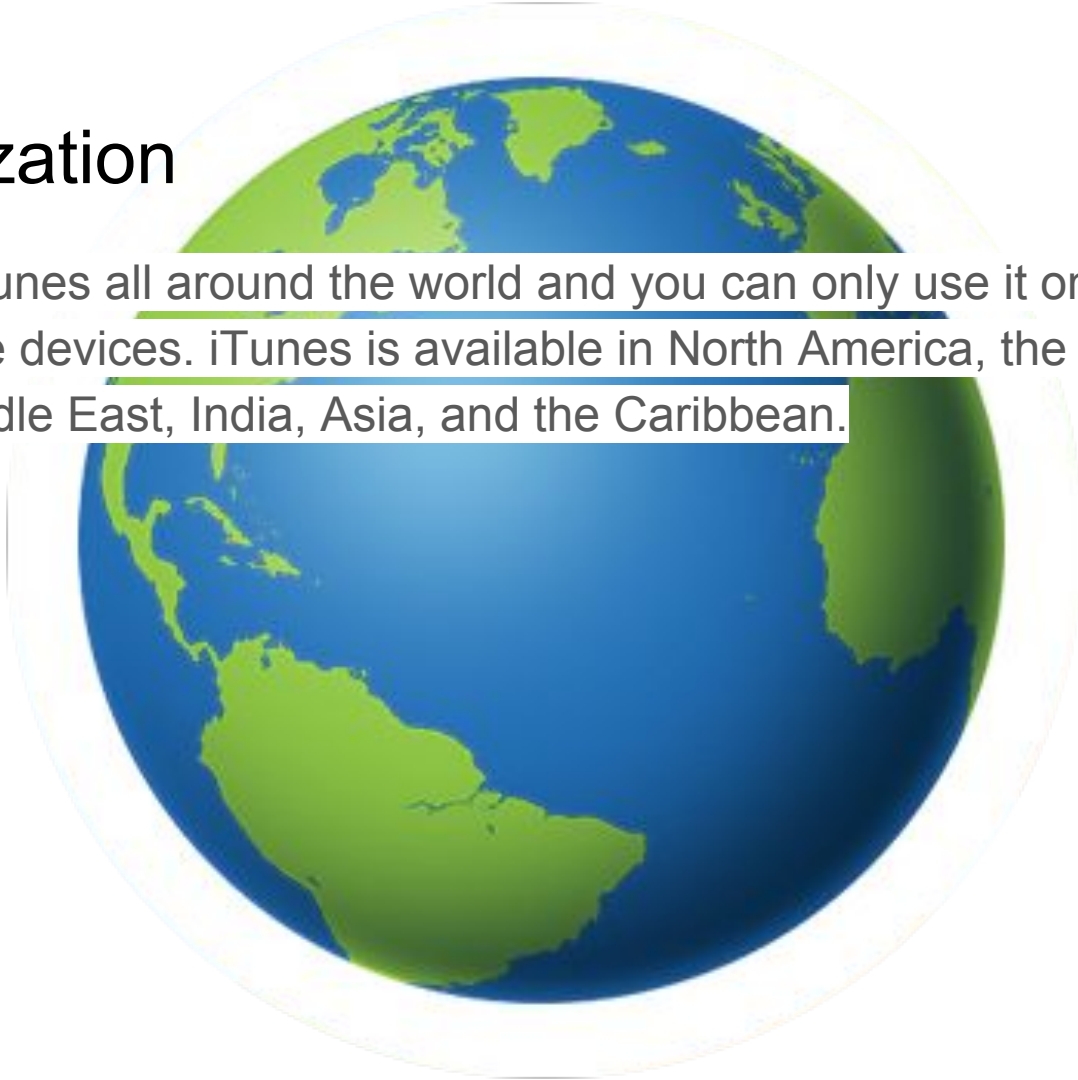 zation
unes all around the world and you can only use it on
e devices. iTunes is available in North America, the
dle East, India, Asia, and the Caribbean.